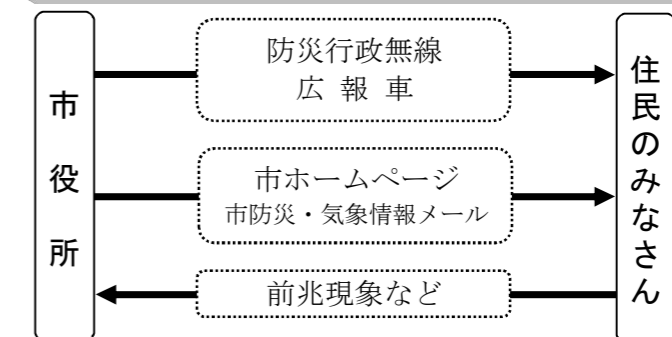 市役所
防災行政無線
広 報 車
市ホームページ
市防災・気象情報メール
前兆現象など
住民のみなさん